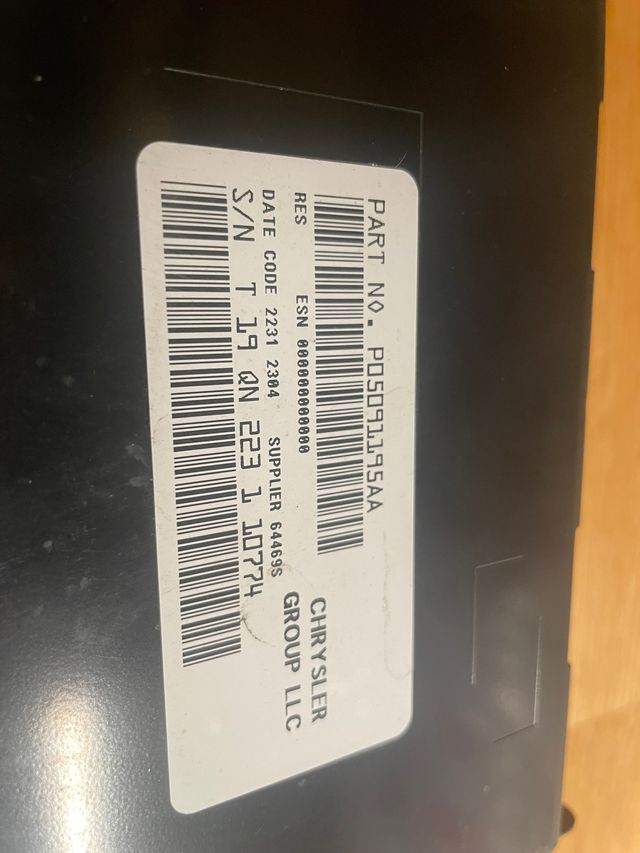 PART NO. P05091195AA
RES ESN 000000000000
CHRYSLER
GROUP LLC
DATE CODE 2231 2304 SUPPLIER 64469S
S/N T 19 QN 223 1 10774